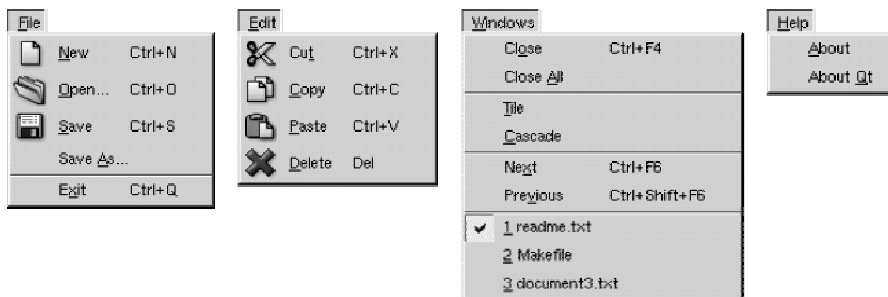 File
New Ctrl+N
Open... Ctrl+O
Save Ctrl+S
Save As...
Exit Ctrl+Q
Edit
Cut Ctrl+X
Copy Ctrl+C
Paste Ctrl+V
Delete Del
Windows
Close Ctrl+F4
Close All
Tile
Cascade
Next Ctrl+F6
Previous Ctrl+Shift+F6
1 readme.txt
2 Makefile
3 document3.txt
Help
About
About Qt